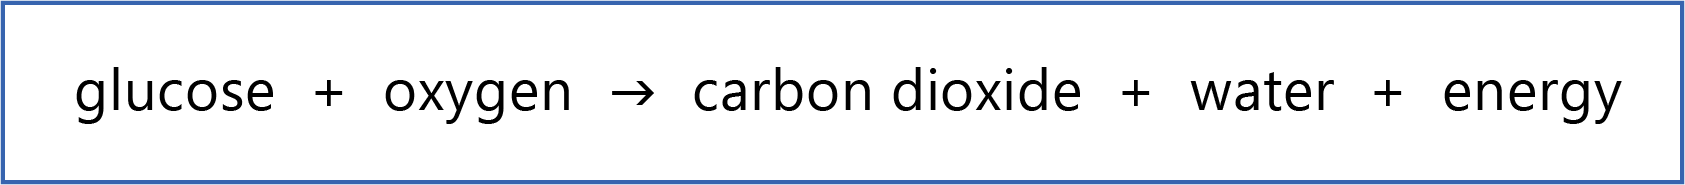 glucose + oxygen → carbon dioxide + water + energy